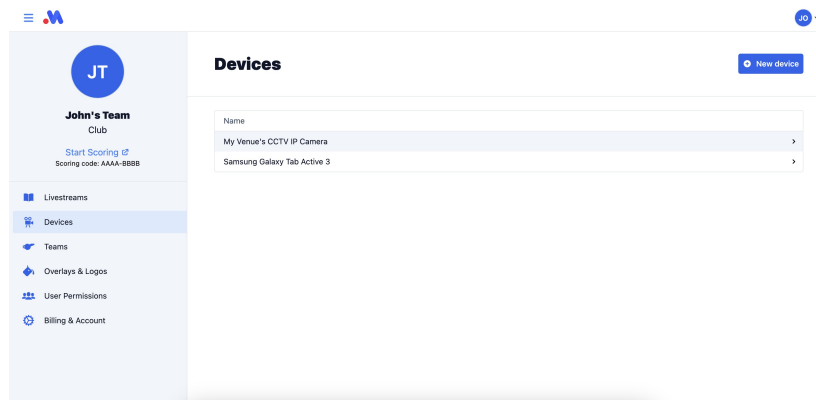 JO
JT
John's Team
Club
Start Scoring
Scoring code: AAAA-BBBB
Livestreams
Devices
Teams
Overlays & Logos
User Permissions
Billing & Account
Devices
New device
Name
My Venue's CCTV IP Camera
Samsung Galaxy Tab Active 3